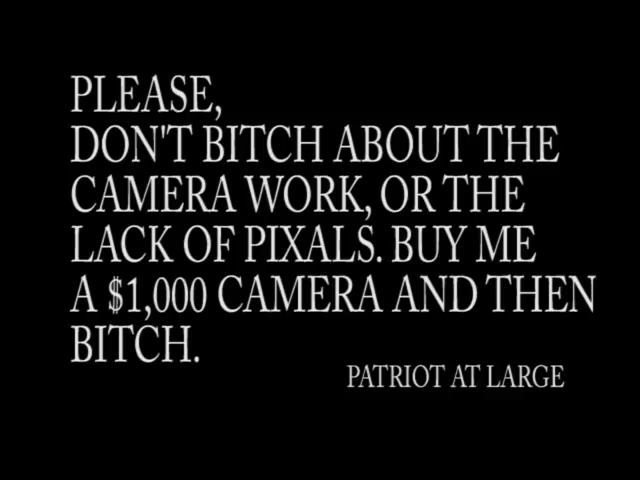 PLEASE,
DON'T BITCH ABOUT THE
CAMERA WORK, OR THE
LACK OF PIXALS. BUY ME
A $1,000 CAMERA AND THEN
BITCH.
PATRIOT AT LARGE